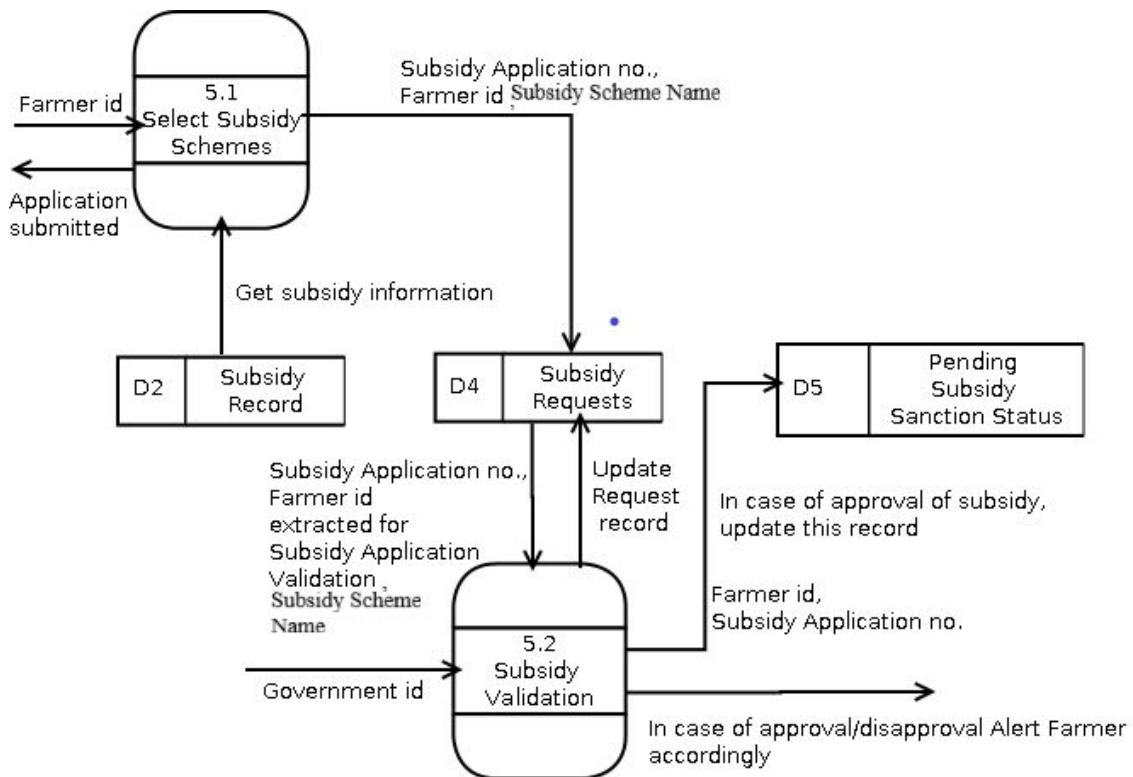 5.1
Select Subsidy
Schemes
Farmer id
Application
submitted
Subsidy Application no.,
Farmer id , Subsidy Scheme Name
Get subsidy information
D2
Subsidy
Record
D4
Subsidy
Requests
D5
Pending
Subsidy
Sanction Status
Subsidy Application no.,
Farmer id
extracted for
Subsidy Application
Validation ,
Subsidy Scheme
Name
Update
Request
record
In case of approval of subsidy,
update this record
Farmer id,
Subsidy Application no.
5.2
Subsidy
Validation
Government id
In case of approval/disapproval Alert Farmer
accordingly